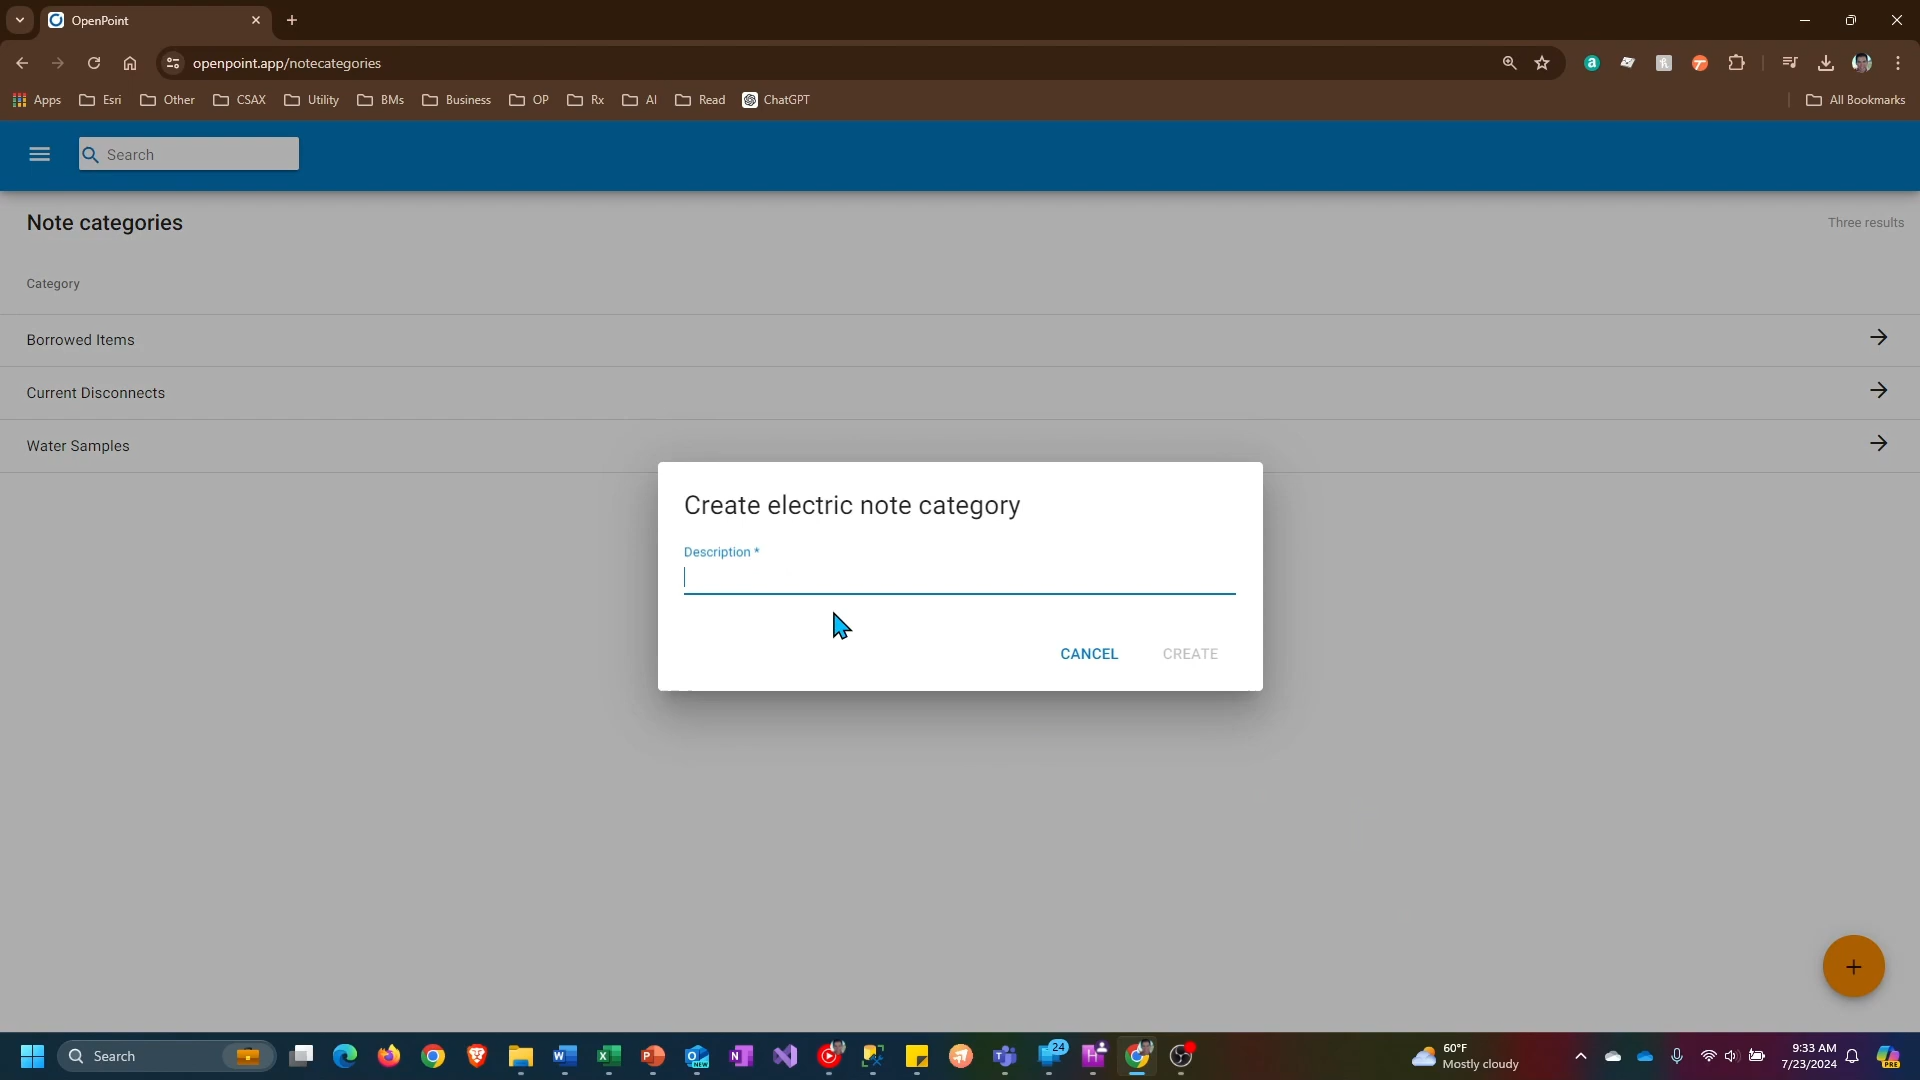 OpenPoint
openpoint.app/notecategories
Apps Esri Other CSAX Utility BMs Business OP Rx AI Read ChatGPT All Bookmarks
Search
Note categories
Three results
Category
Borrowed Items
Current Disconnects
Water Samples
Create electric note category
Description *
CANCEL CREATE
+
Search
24
60°F
Mostly cloudy
9:33 AM
7/23/2024